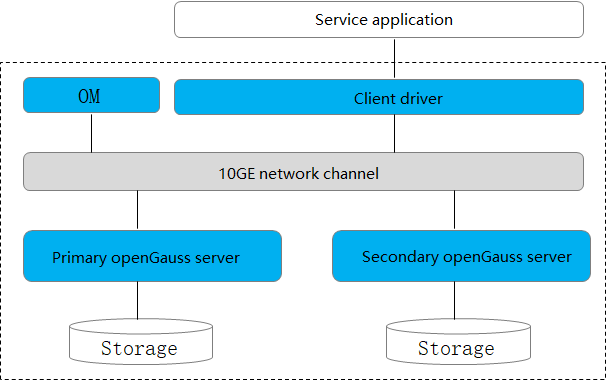 Service application
OM
Client driver
10GE network channel
Primary openGauss server
Secondary openGauss server
Storage
Storage